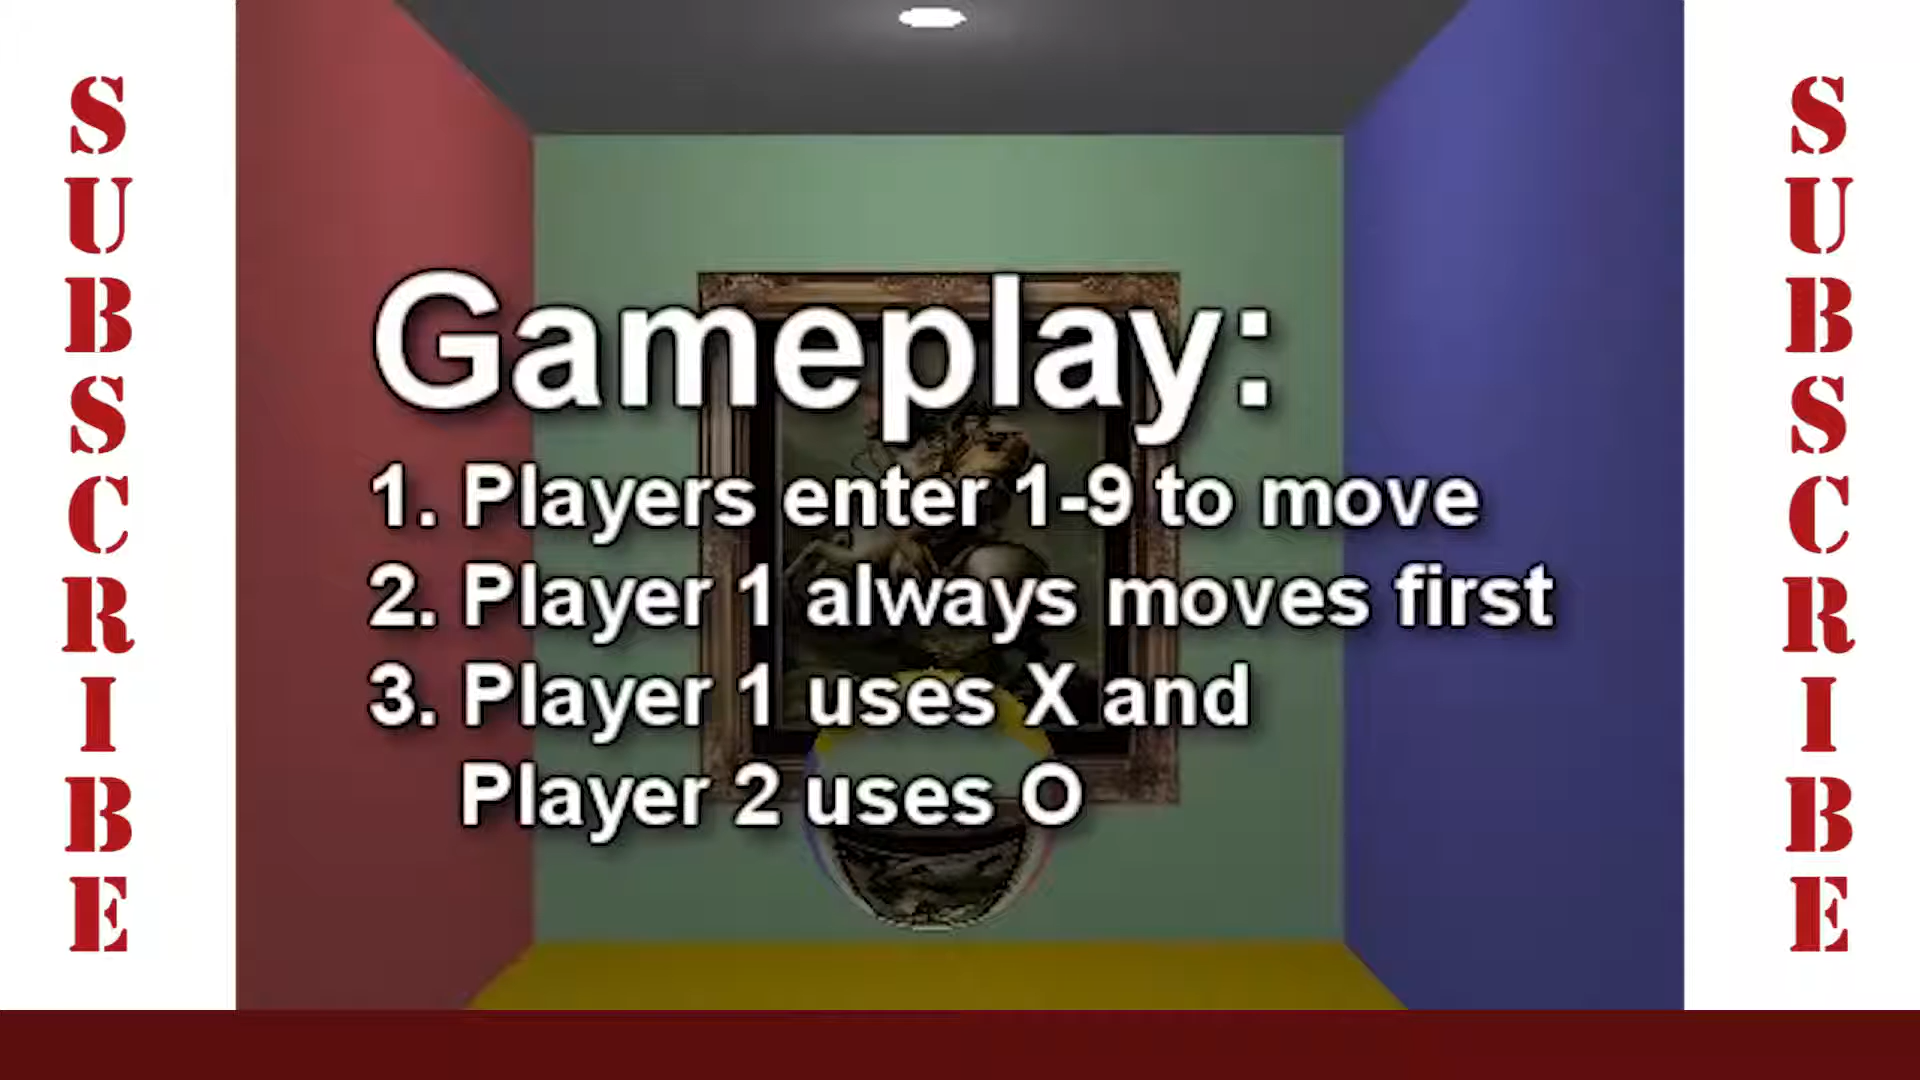 SUBSCRIBE
Gameplay:
1. Players enter 1-9 to move
2. Player 1 always moves first
3. Player 1 uses X and
Player 2 uses O
SUBSCRIBE